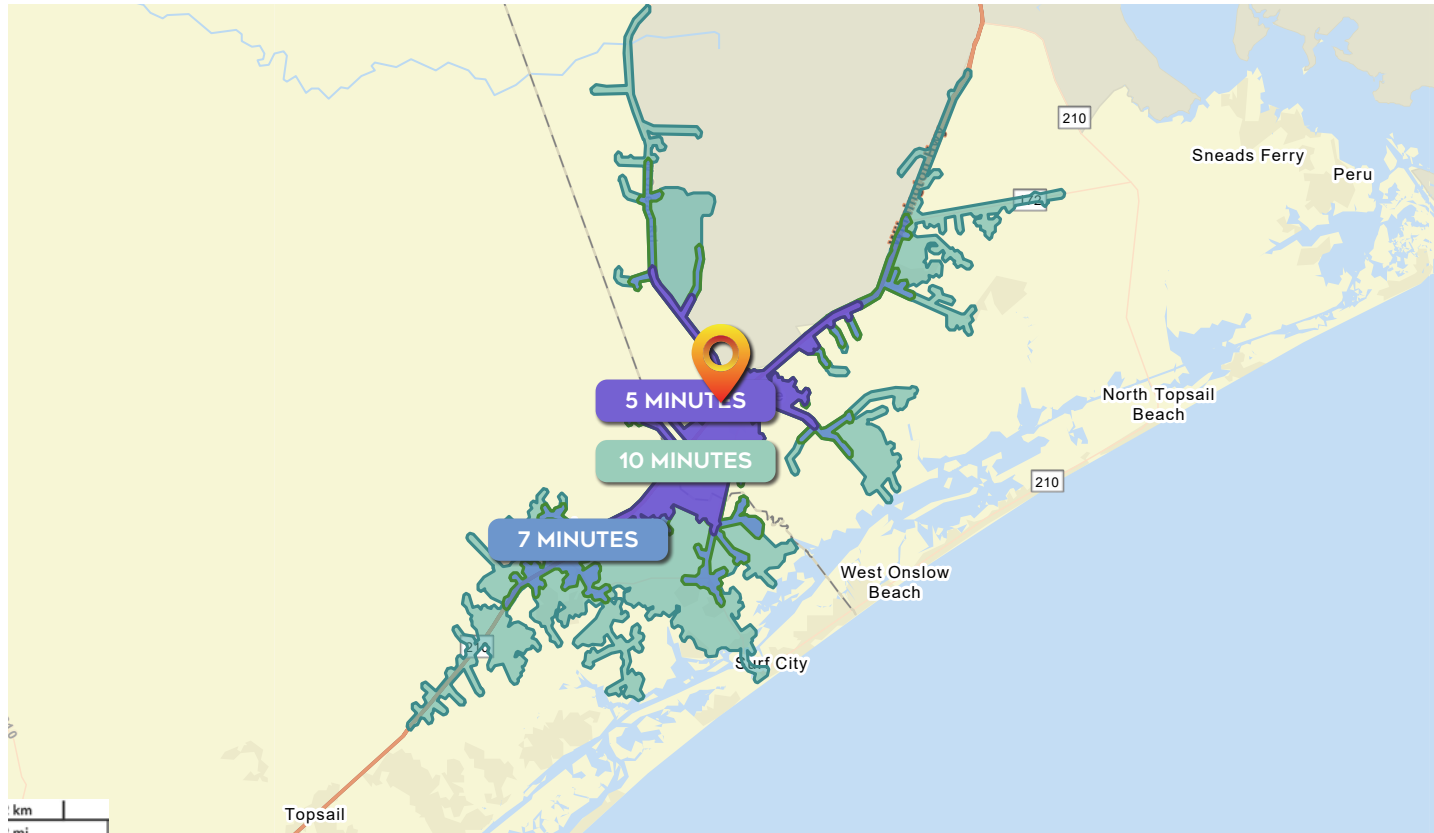 210
Sneads Ferry
Peru
172
North Topsail
Beach
5 MINUTES
10 MINUTES
210
7 MINUTES
West Onslow
Beach
Surf City
210
km
mi
Topsail